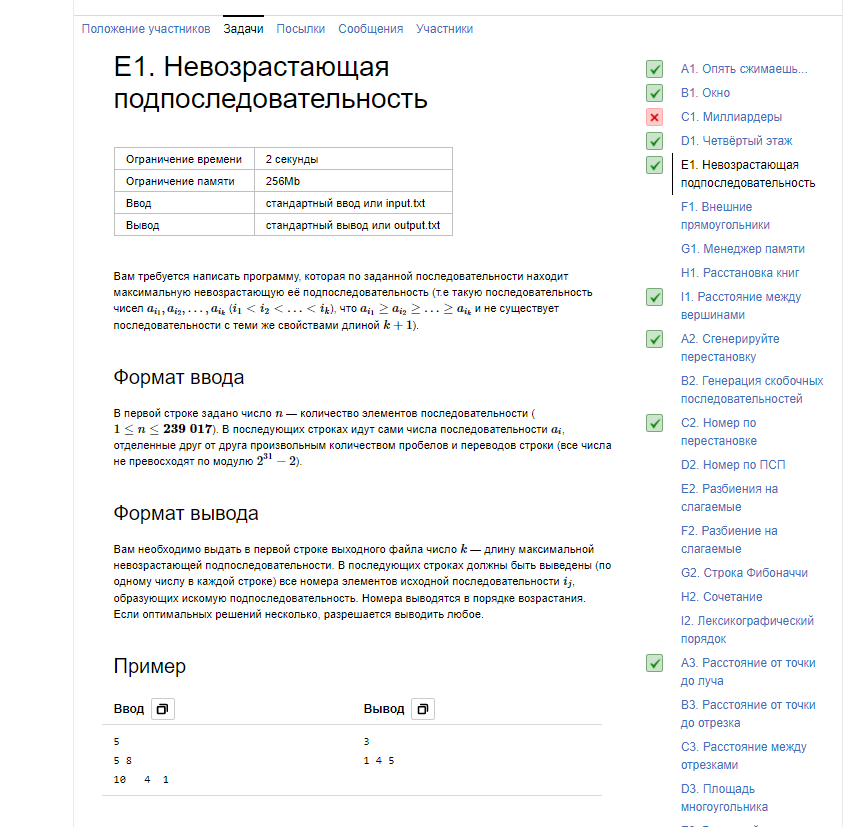 Положение участников Задачи Посылки Сообщения Участники
E1. Невозрастающая
подпоследовательность
Ограничение времени 2 секунды
Ограничение памяти 256Mb
Ввод стандартный ввод или input.txt
Вывод стандартный вывод или output.txt
Вам требуется написать программу, которая по заданной последовательности находит
максимальную невозрастающую её подпоследовательность (т.е такую последовательность
чисел a_{i_1}, a_{i_2}, …, a_{i_k} (i_1 < i_2 < … < i_k), что a_{i_1} ≥ a_{i_2} ≥ … ≥ a_{i_k} и не существует
последовательности с теми же свойствами длиной k + 1).
Формат ввода
В первой строке задано число n — количество элементов последовательности (
1 ≤ n ≤ 239 017). В последующих строках идут сами числа последовательности a_i,
отделенные друг от друга произвольным количеством пробелов и переводов строки (все числа
не превосходят по модулю 2^{31} − 2).
Формат вывода
Вам необходимо выдать в первой строке выходного файла число k — длину максимальной
невозрастающей подпоследовательности. В последующих строках должны быть выведены (по
одному числу в каждой строке) все номера элементов исходной последовательности i_j,
образующих искомую подпоследовательность. Номера выводятся в порядке возрастания.
Если оптимальных решений несколько, разрешается выводить любое.
Пример
Ввод Вывод
5 3
5 8 1 4 5
10 4 1
A1. Опять сжимаешь...
B1. Окно
C1. Миллиардеры
D1. Четвёртый этаж
E1. Невозрастающая
подпоследовательность
F1. Внешние
прямоугольники
G1. Менеджер памяти
H1. Расстановка книг
I1. Расстояние между
вершинами
A2. Сгенерируйте
перестановку
B2. Генерация скобочных
последовательностей
C2. Номер по
перестановке
D2. Номер по ПСП
E2. Разбиения на
слагаемые
F2. Разбиение на
слагаемые
G2. Строка Фибоначчи
H2. Сочетание
I2. Лексикографический
порядок
A3. Расстояние от точки
до луча
B3. Расстояние от точки
до отрезка
C3. Расстояние между
отрезками
D3. Площадь
многоугольника